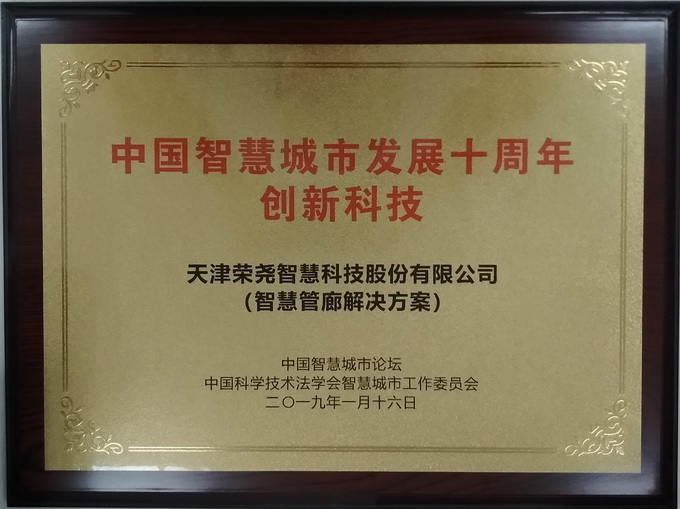 中国智慧城市发展十周年
创新科技
天津荣尧智慧科技股份有限公司
（智慧管廊解决方案）
中国智慧城市论坛
中国科学技术法学会智慧城市工作委员会
二〇一九年一月十六日